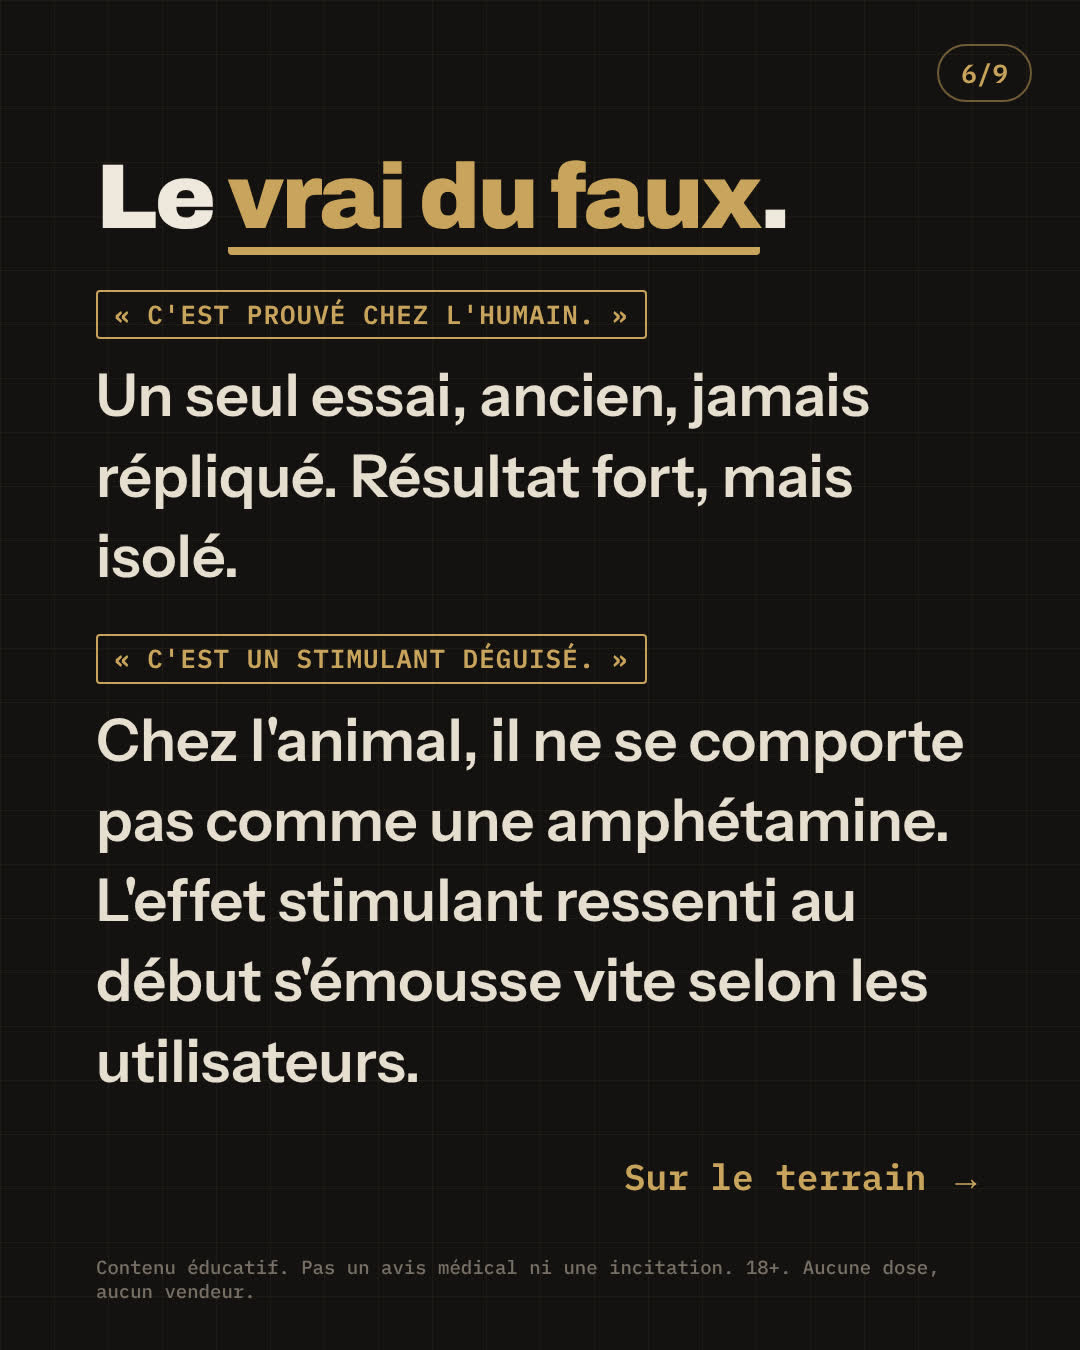 6/9
Le vrai du faux.
« C'EST PROUVÉ CHEZ L'HUMAIN. »
Un seul essai, ancien, jamais
répliqué. Résultat fort, mais
isolé.
« C'EST UN STIMULANT DÉGUISÉ. »
Chez l'animal, il ne se comporte
pas comme une amphétamine.
L'effet stimulant ressenti au
début s'émousse vite selon les
utilisateurs.
Sur le terrain →
Contenu éducatif. Pas un avis médical ni une incitation. 18+. Aucune dose,
aucun vendeur.